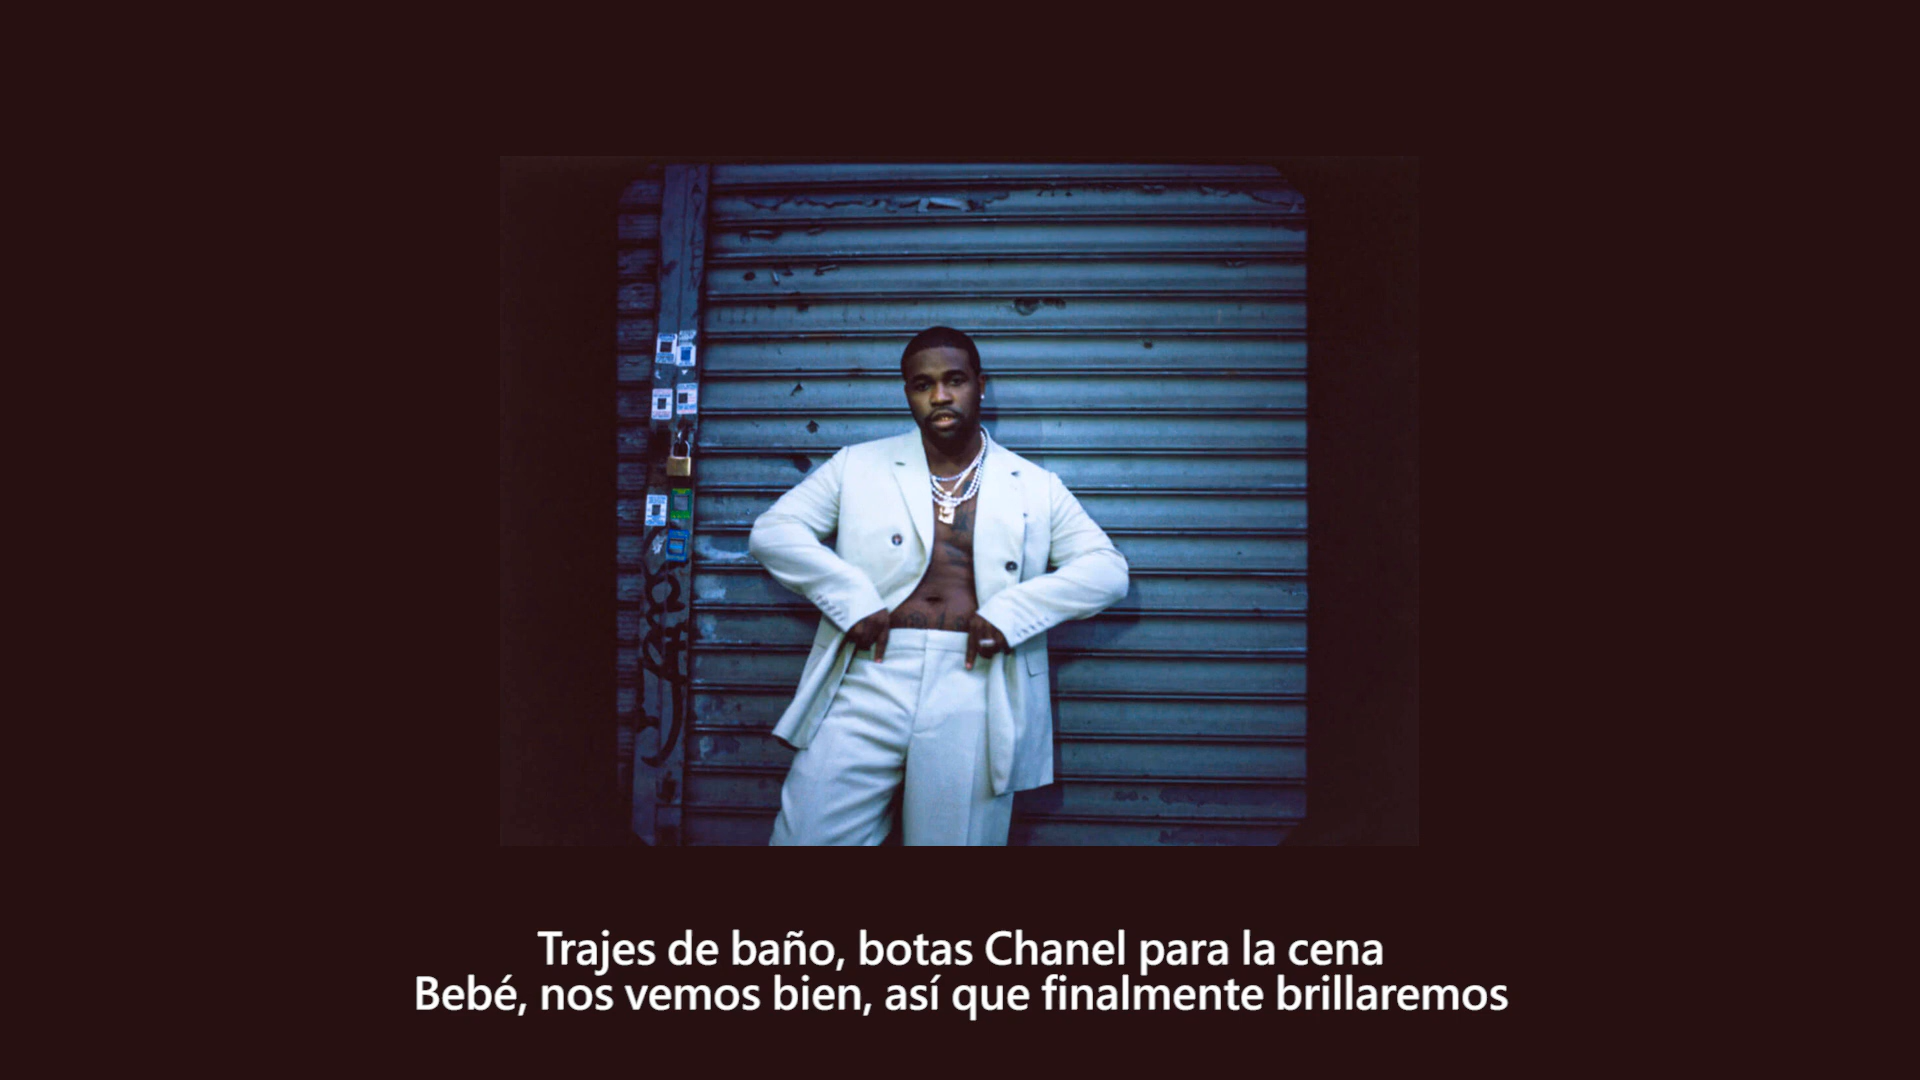 Trajes de baño, botas Chanel para la cena
Bebé, nos vemos bien, así que finalmente brillaremos